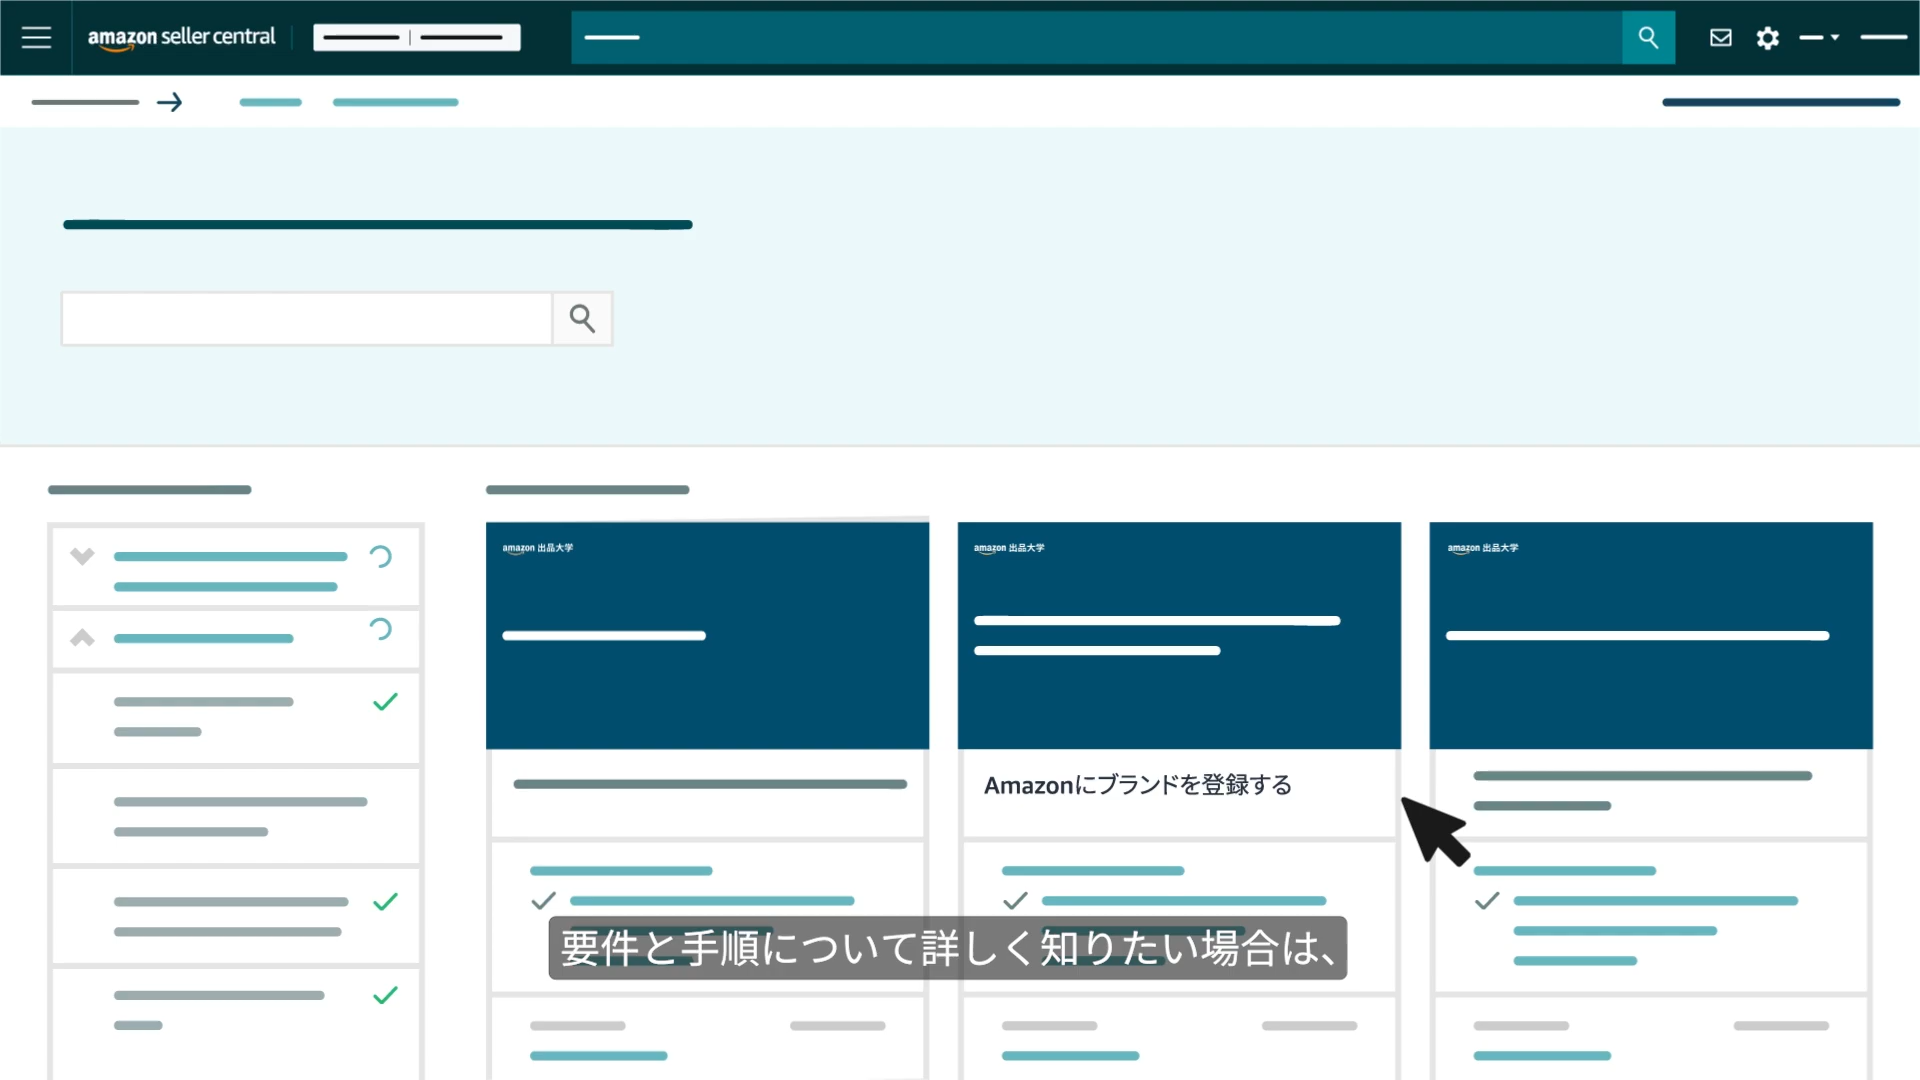 amazon seller central
amazon 出品大学
amazon 出品大学
amazon 出品大学
Amazonにブランドを登録する
要件と手順について詳しく知りたい場合は、